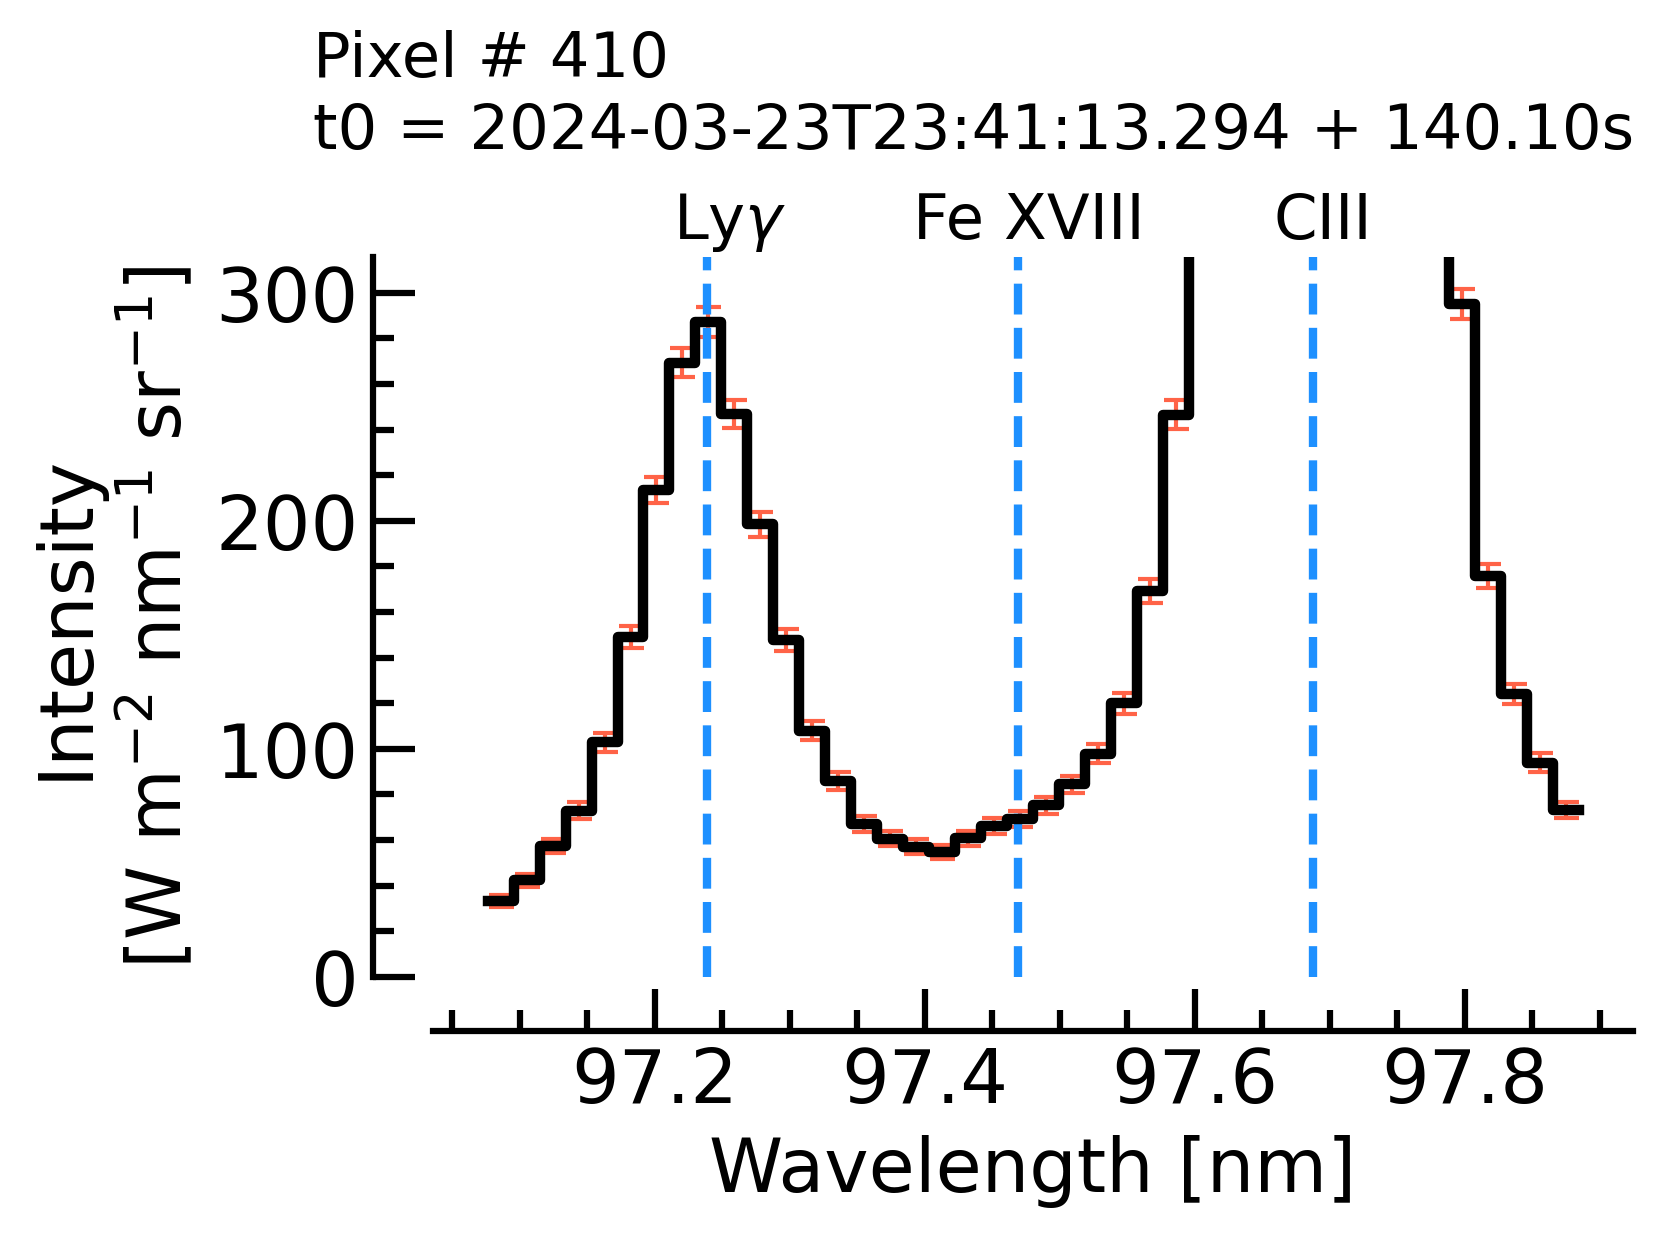 Pixel # 410
t0 = 2024-03-23T23:41:13.294 + 140.10s
Lyγ Fe XVIII CIII
Intensity
[W m⁻² nm⁻¹ sr⁻¹]
300
200
100
0
97.2 97.4 97.6 97.8
Wavelength [nm]